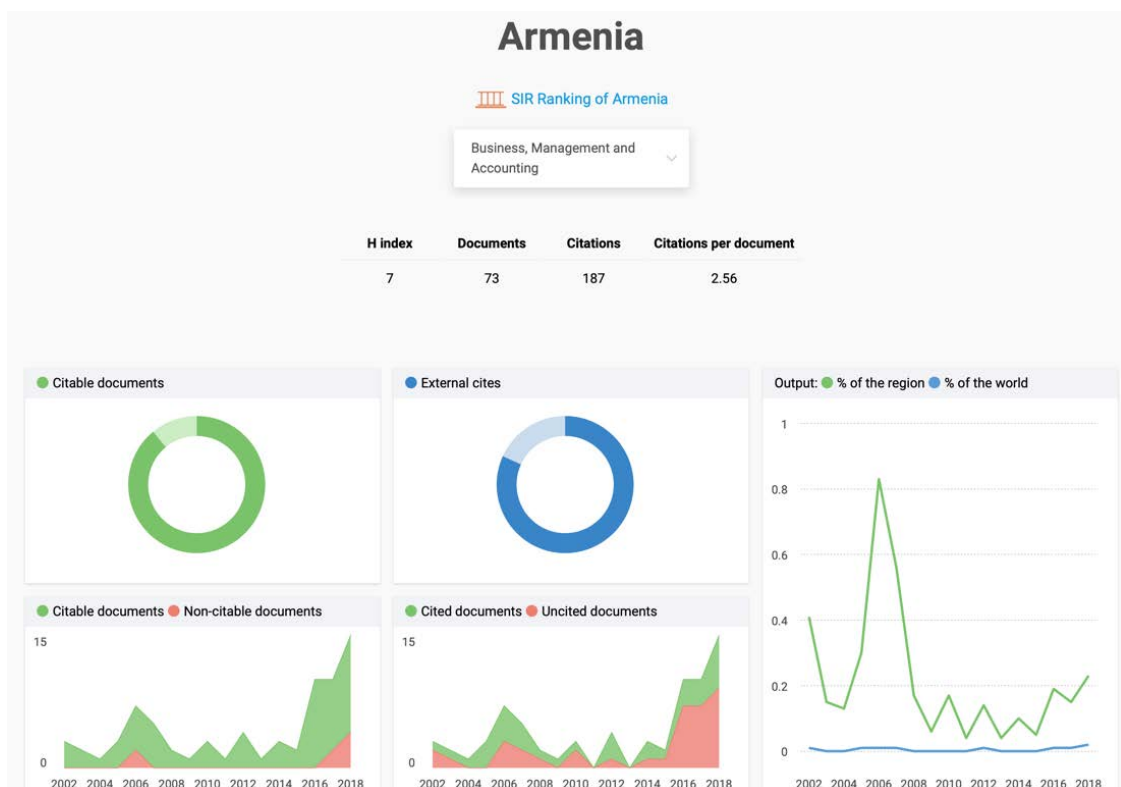 Armenia
SIR Ranking of Armenia
Business, Management and
Accounting
H index Documents Citations Citations per document
7 73 187 2.56
Citable documents
External cites
Output: % of the region % of the world
1
0.8
0.6
0.4
0.2
0
2002 2004 2006 2008 2010 2012 2014 2016 2018
Citable documents Non-citable documents
15
0
2002 2004 2006 2008 2010 2012 2014 2016 2018
Cited documents Uncited documents
15
0
2002 2004 2006 2008 2010 2012 2014 2016 2018